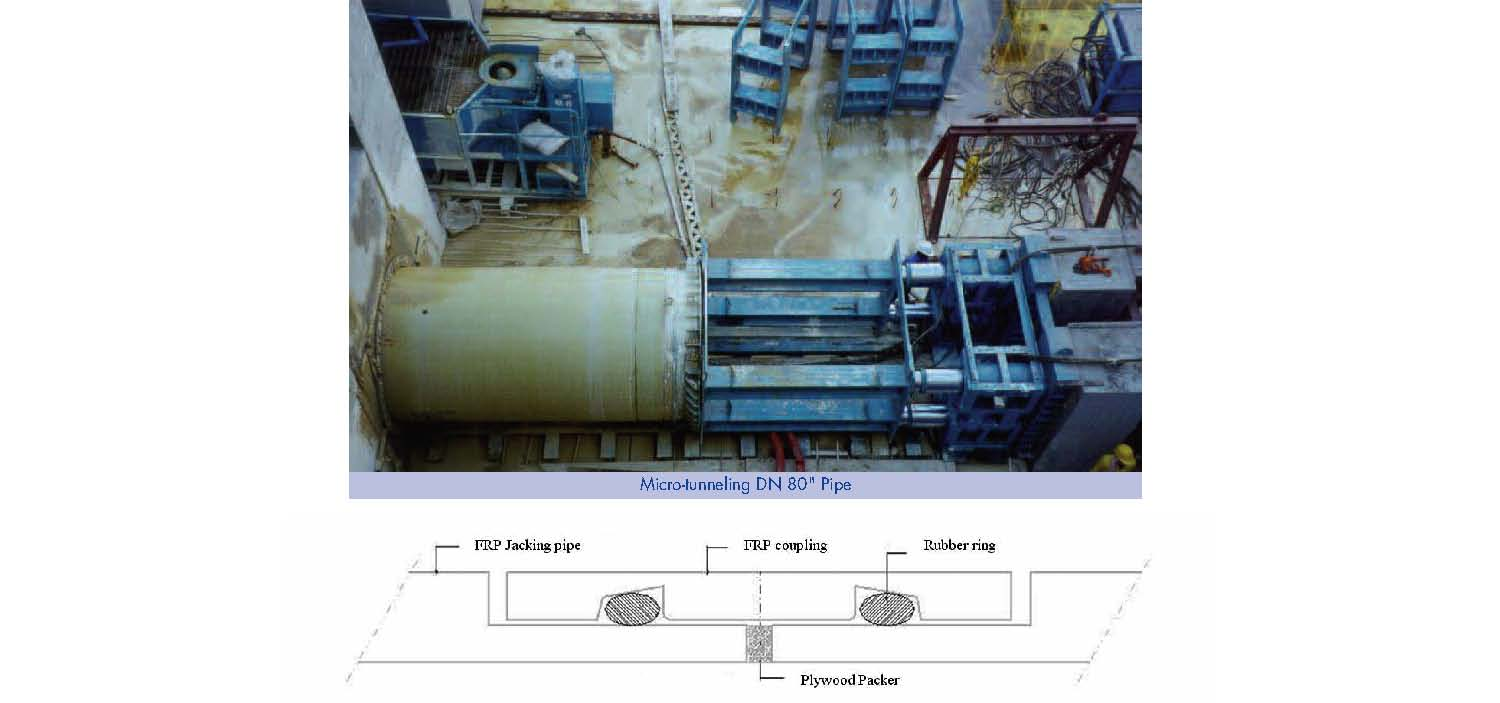 Micro-tunneling DN 80" Pipe
FRP Jacking pipe
FRP coupling
Rubber ring
Plywood Packer